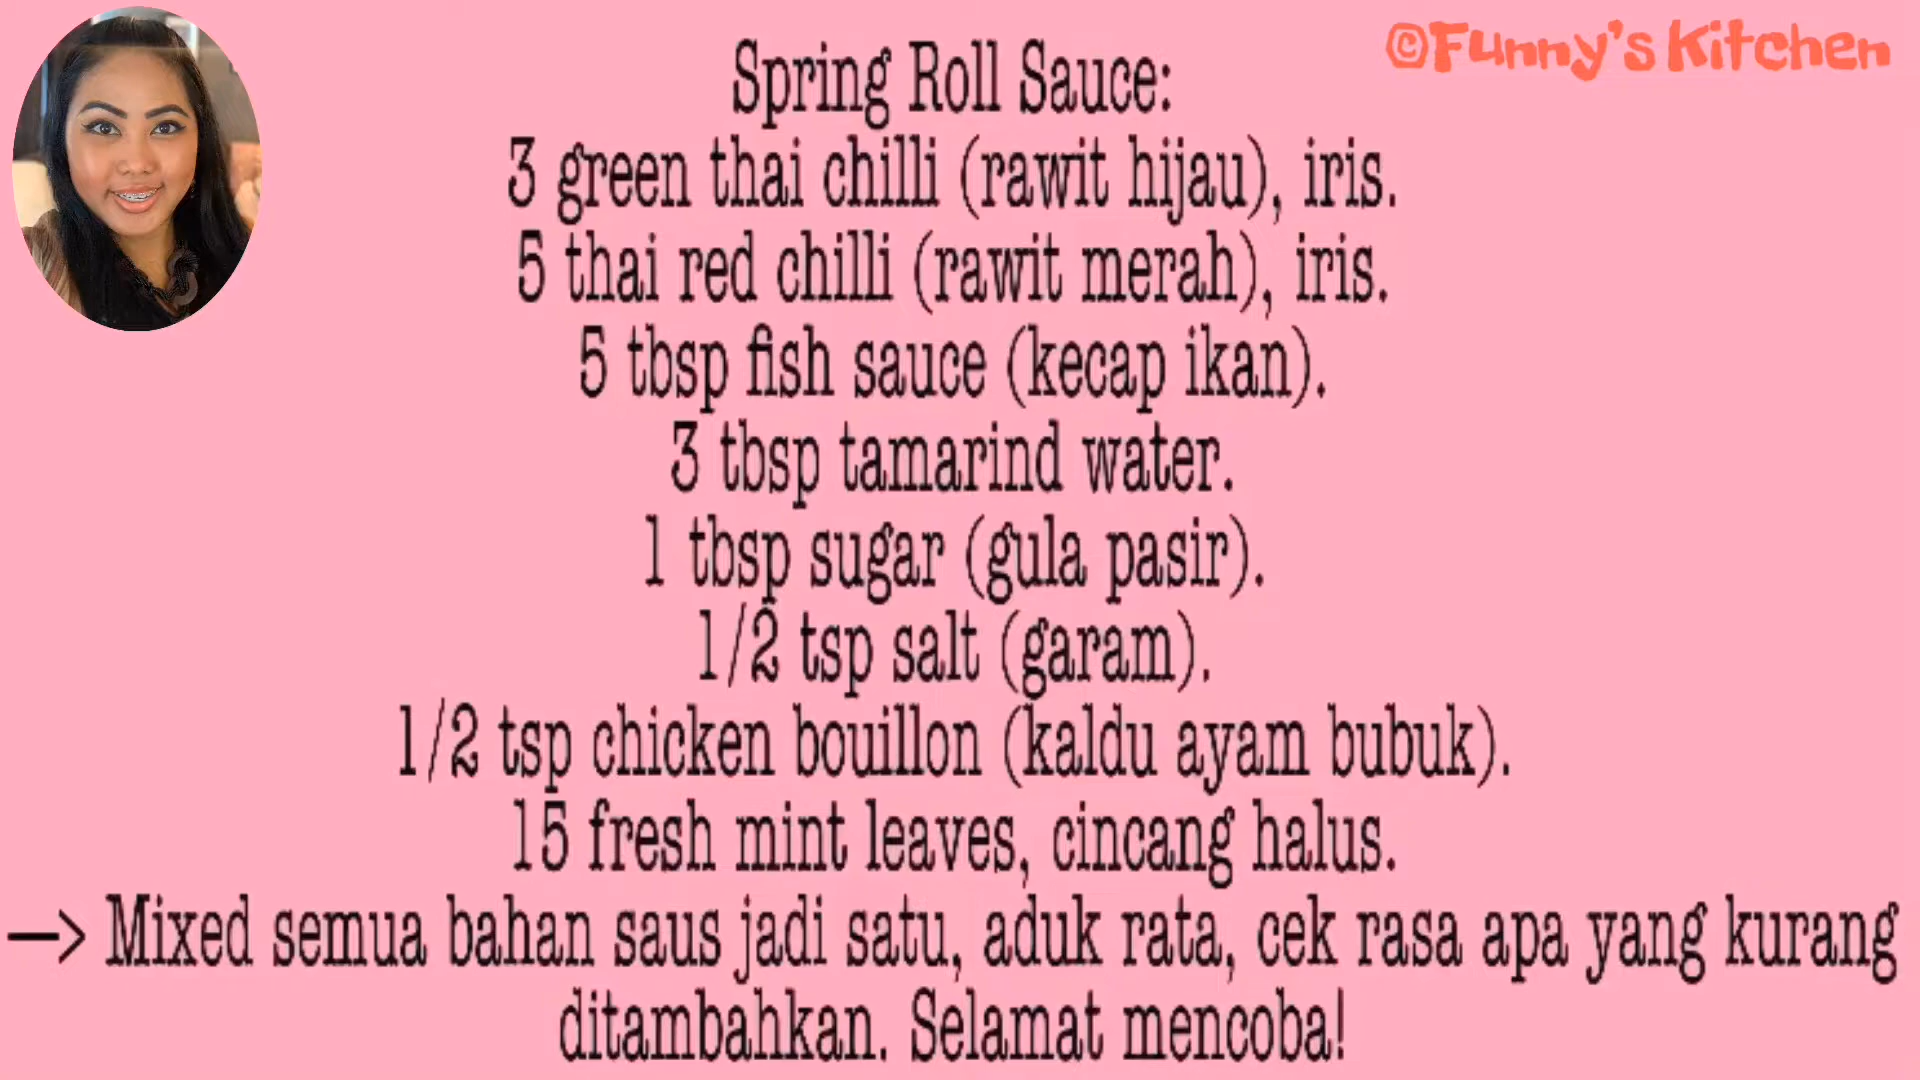 ©Funny's Kitchen
Spring Roll Sauce:
3 green thai chilli (rawit hijau), iris.
5 thai red chilli (rawit merah), iris.
5 tbsp fish sauce (kecap ikan).
3 tbsp tamarind water.
1 tbsp sugar (gula pasir).
1/2 tsp salt (garam).
1/2 tsp chicken bouillon (kaldu ayam bubuk).
15 fresh mint leaves, cincang halus.
—> Mixed semua bahan saus jadi satu, aduk rata, cek rasa apa yang kurang
ditambahkan. Selamat mencoba!